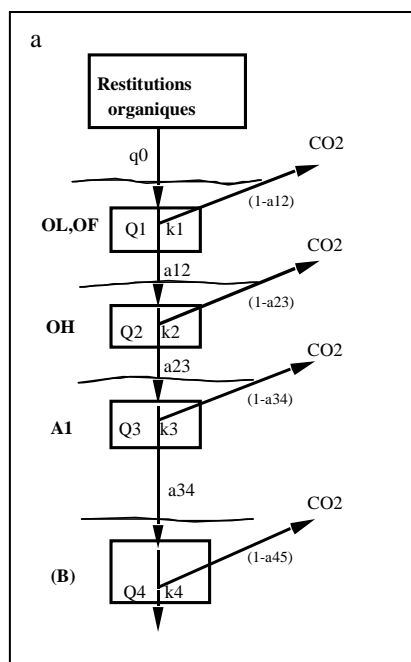 a
Restitutions
organiques
q0
CO2
(1-a12)
OL,OF
Q1 k1
a12
CO2
(1-a23)
OH
Q2 k2
a23
CO2
(1-a34)
A1
Q3 k3
a34
CO2
(1-a45)
(B)
Q4 k4